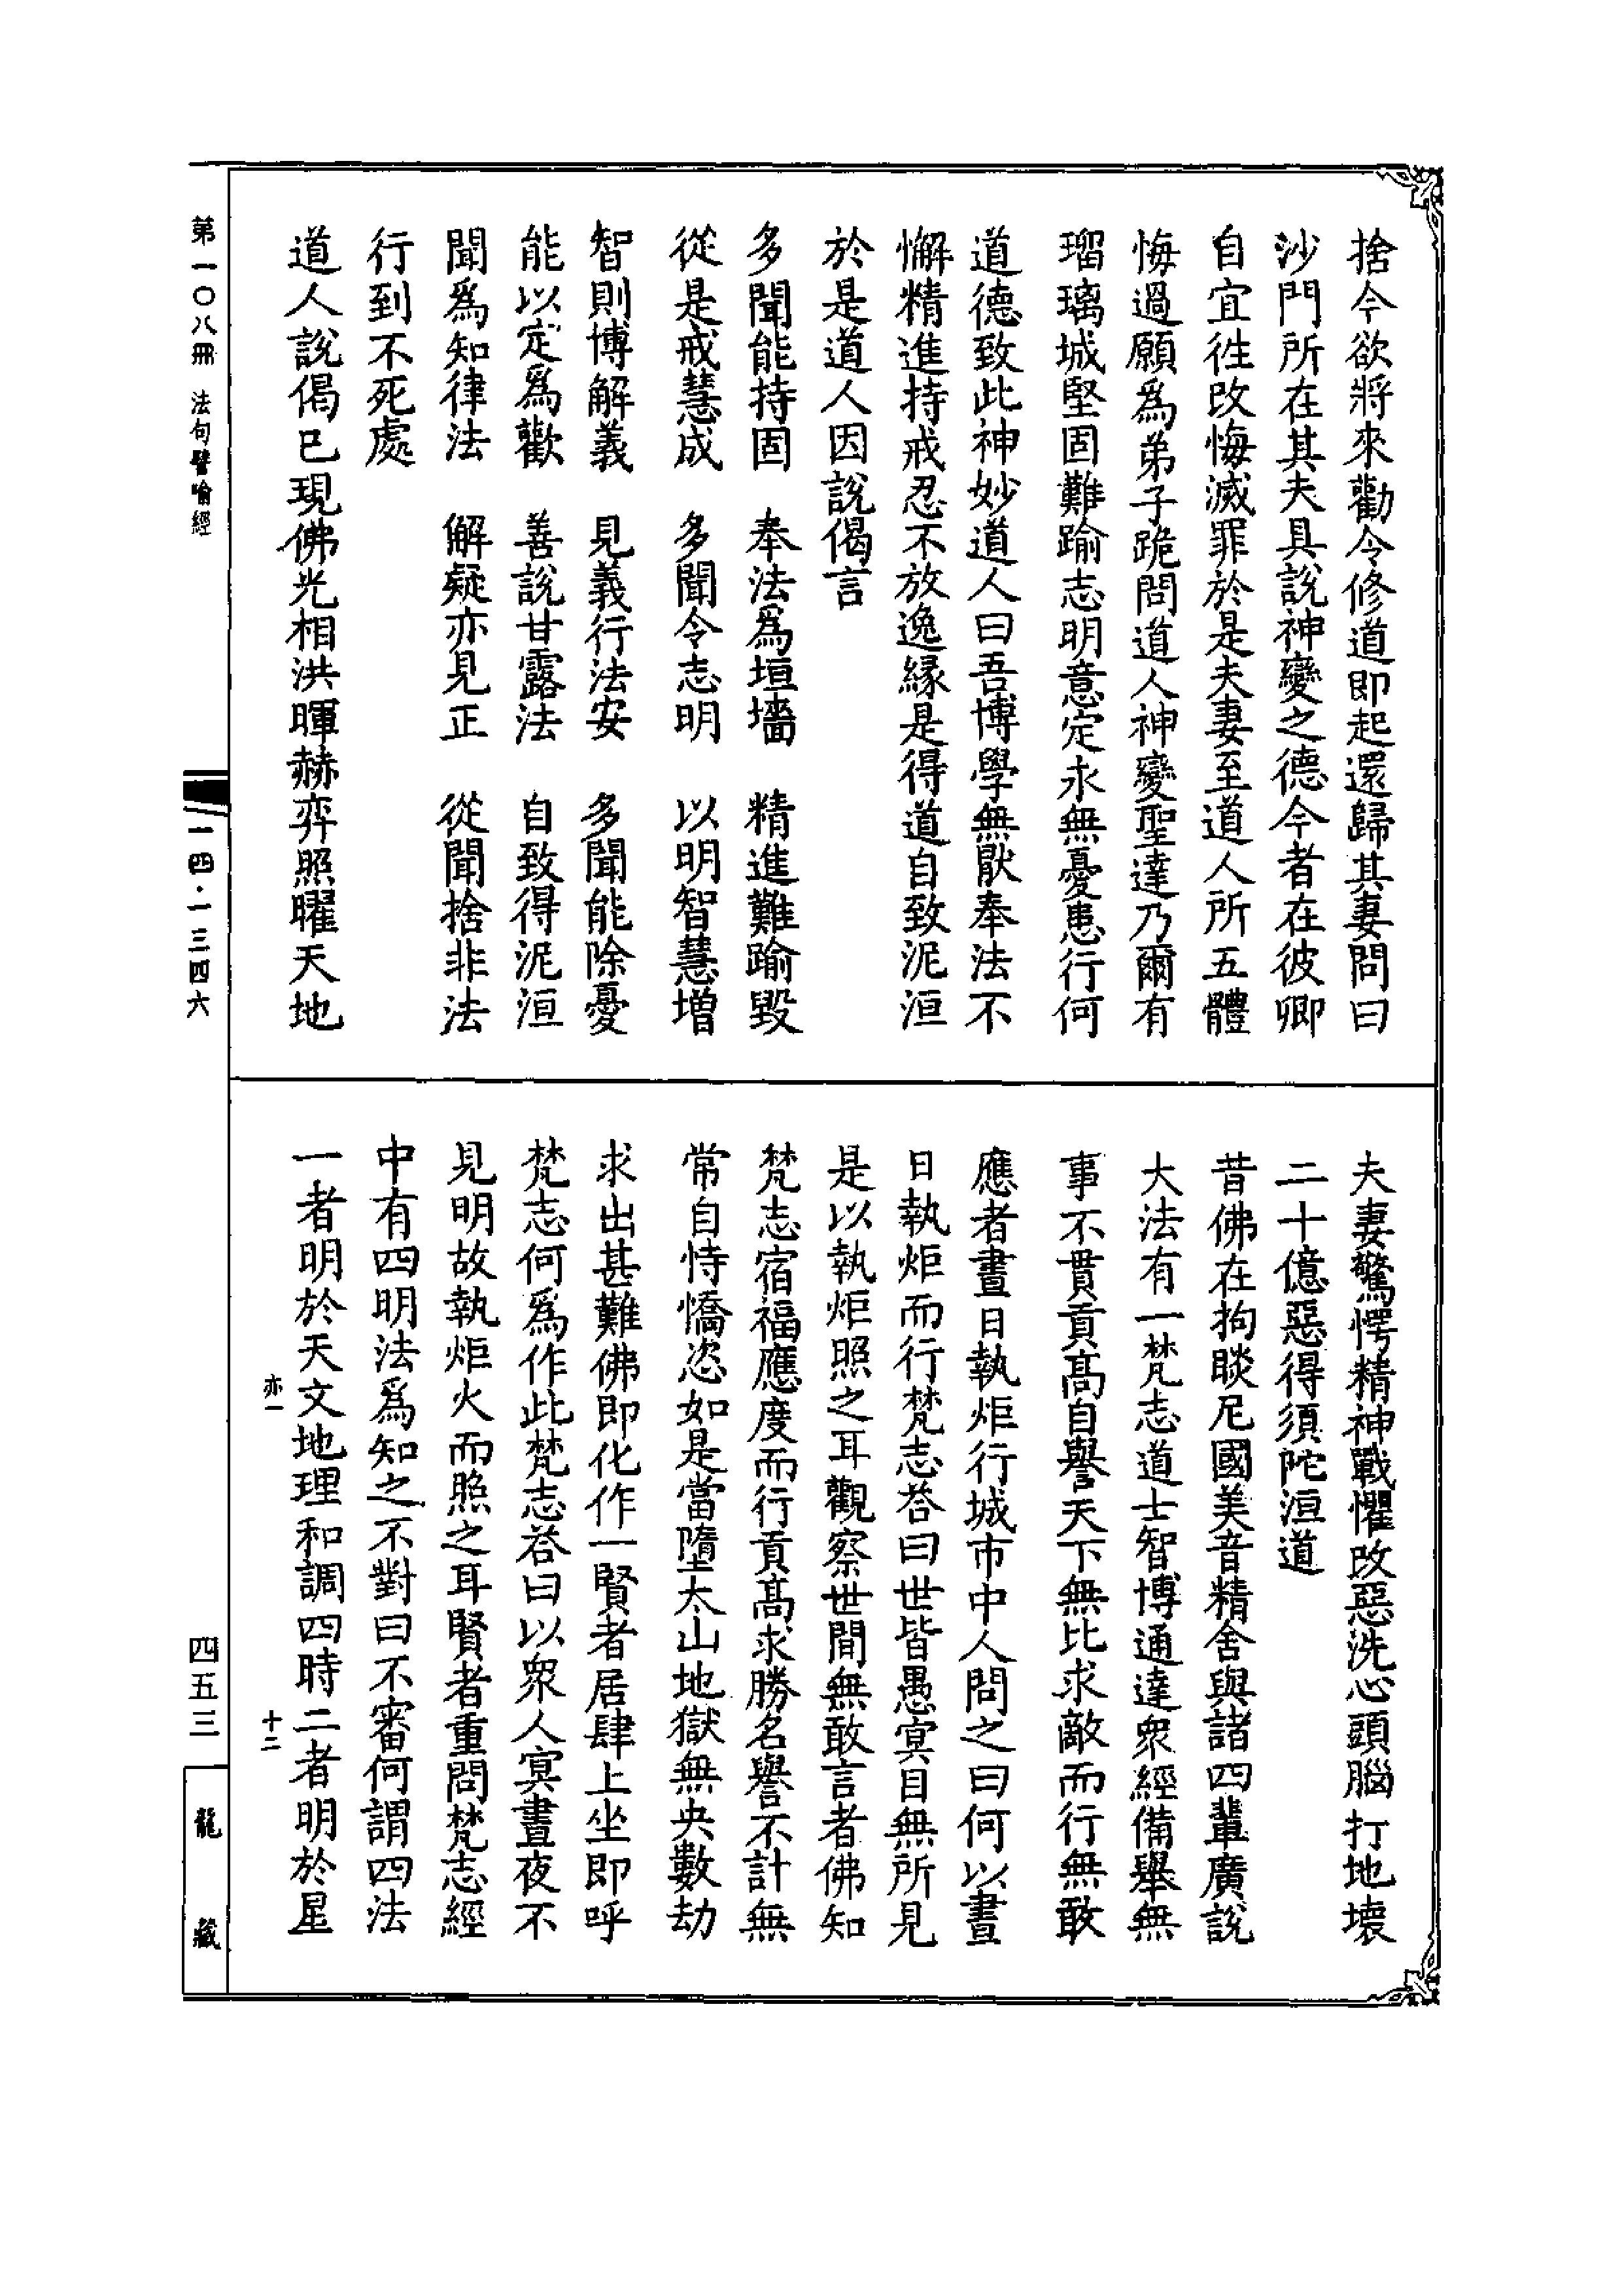 捨今欲將來勸令修道即起還歸其妻問曰
沙門所在其夫具說神變之德今者在彼卿
自宜徃改悔滅罪於是夫妻至道人所五體
悔過願爲弟子跪問道人神變聖達乃爾有
瑠璃城堅固難踰志明意定永無憂患行何
道德致此神妙道人曰吾博學無猒奉法不
懈精進持戒忍不放逸緣是得道自致泥洹
於是道人因說偈言
多聞能持固　奉法爲垣墻　精進難踰毀
從是戒慧成　多聞令志明　以明智慧增
智則博解義　見義行法安　多聞能除憂
能以定爲歡　善說甘露法　自致得泥洹
聞爲知律法　解疑亦見正　從聞捨非法
行到不死處
道人說偈已現佛光相洪暉赫弈照曜天地
夫妻驚愕精神戰懼改惡洗心頭腦打地壞
二十億惡得須陀洹道
昔佛在拘睒尼國美音精舍與諸四輩廣說
大法有一梵志道士智博通達衆經備舉無
事不貫貢高自譽天下無比求敵而行無敢
應者晝日執炬行城市中人問之曰何以晝
日執炬而行梵志荅曰世皆愚冥目無所見
是以執炬照之耳觀察世間無敢言者佛知
梵志宿福應度而行貢高求勝名譽不計無
常自恃憍恣如是當墮太山地獄無央數劫
求出甚難佛即化作一賢者居肆上坐即呼
梵志何爲作此梵志荅曰以衆人冥晝夜不
見明故執炬火而照之耳賢者重問梵志經
中有四明法爲知之不對曰不審何謂四法
一者明於天文地理和調四時二者明於星
亦一　十二
第一〇八冊　法句譬喻經
一四·一三四六
四五三
龍藏